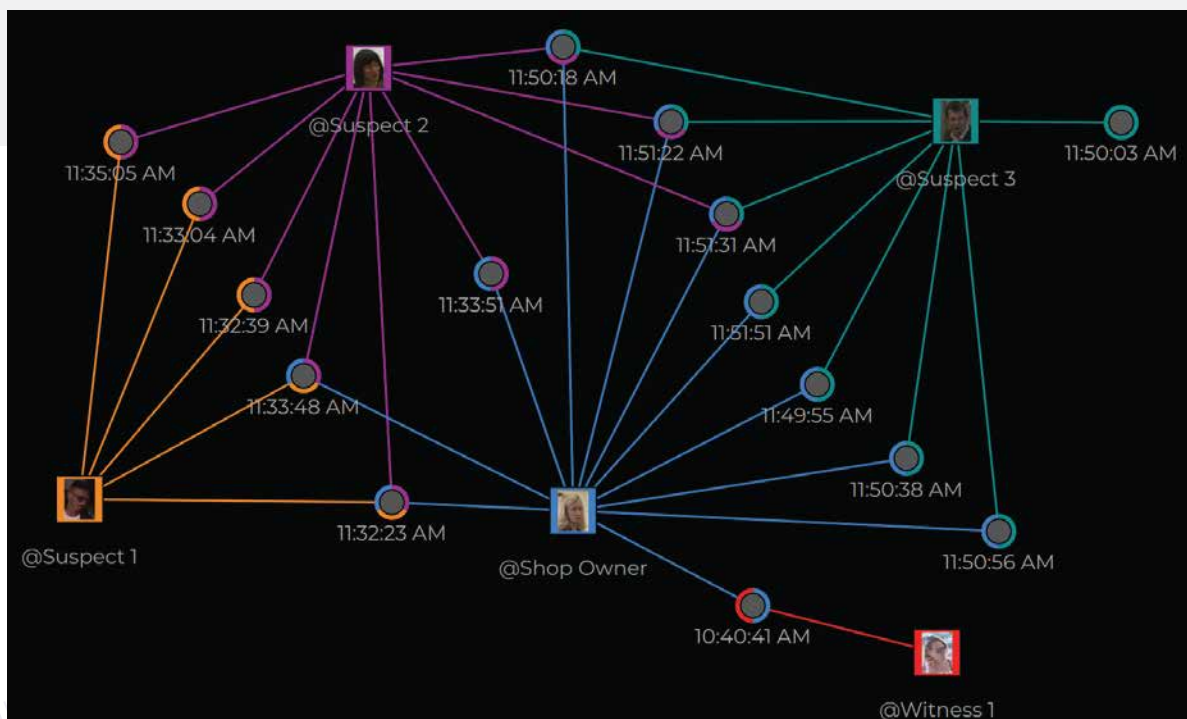 11:50:18 AM
@Suspect 2
11:51:22 AM
11:50:03 AM
11:35:05 AM
@Suspect 3
11:33:04 AM
11:51:31 AM
11:33:51 AM
11:51:51 AM
11:32:39 AM
11:33:48 AM
11:49:55 AM
11:50:38 AM
11:32:23 AM
@Suspect 1
@Shop Owner
11:50:56 AM
10:40:41 AM
@Witness 1